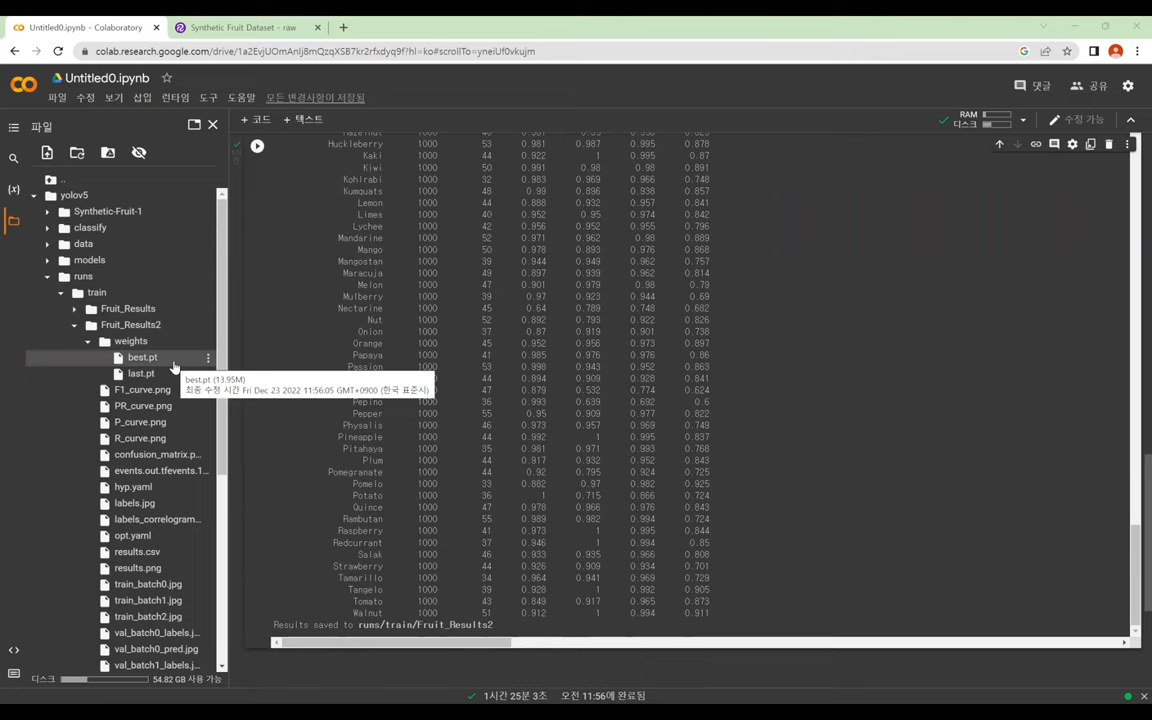 Untitled0.ipynb - Colaboratory
Synthetic Fruit Dataset - raw
colab.research.google.com/drive/1a2EvjUOmAnIj8mQzqXSB7kr2rfxdyq9f?hl=ko#scrollTo=yneiUf0vkujm
Untitled0.ipynb
댓글
공유
파일 수정 보기 삽입 런타임 도구 도움말 모든 변경사항이 저장됨
파일
+ 코드 + 텍스트
RAM
디스크
수정 가능
..
yolov5
Synthetic-Fruit-1
classify
data
models
runs
train
Fruit_Results
Fruit_Results2
weights
best.pt
last.pt
best.pt (13.95M)
최종 수정 시간 Fri Dec 23 2022 11:56:05 GMT+0900 (한국 표준시)
F1_curve.png
PR_curve.png
P_curve.png
R_curve.png
confusion_matrix.p...
events.out.tfevents.1...
hyp.yaml
labels.jpg
labels_correlogram...
opt.yaml
results.csv
results.png
train_batch0.jpg
train_batch1.jpg
train_batch2.jpg
val_batch0_labels.j...
val_batch0_pred.jpg
val_batch1_labels.j...
디스크 54.82 GB 사용 가능
Hazelnut 1000
Huckleberry 1000 53 0.981 0.987 0.995 0.878
Kaki 1000 44 0.922 1 0.995 0.87
Kiwi 1000 50 0.991 0.98 0.98 0.891
Kohlrabi 1000 32 0.983 0.969 0.966 0.748
Kumquats 1000 48 0.99 0.896 0.938 0.857
Lemon 1000 44 0.888 0.932 0.957 0.841
Limes 1000 40 0.952 0.95 0.974 0.842
Lychee 1000 42 0.956 0.952 0.955 0.796
Mandarine 1000 52 0.971 0.962 0.98 0.889
Mango 1000 50 0.978 0.893 0.976 0.868
Mangostan 1000 39 0.944 0.949 0.962 0.757
Maracuja 1000 49 0.897 0.939 0.962 0.814
Melon 1000 47 0.901 0.979 0.98 0.79
Mulberry 1000 39 0.97 0.923 0.944 0.69
Nectarine 1000 45 0.64 0.789 0.748 0.682
Nut 1000 52 0.892 0.793 0.922 0.826
Onion 1000 37 0.87 0.919 0.901 0.738
Orange 1000 45 0.952 0.956 0.973 0.897
Papaya 1000 41 0.985 0.976 0.976 0.86
Passion 1000 53 0.998 0.943 0.963 0.843
1000 44 0.894 0.909 0.928 0.841
1000 47 0.879 0.532 0.774 0.624
Pepino 1000 36 0.993 0.639 0.692 0.6
Pepper 1000 55 0.95 0.909 0.977 0.822
Physalis 1000 46 0.973 0.957 0.969 0.749
Pineapple 1000 44 0.992 1 0.995 0.837
Pitahaya 1000 35 0.981 0.971 0.993 0.768
Plum 1000 44 0.917 0.932 0.952 0.843
Pomegranate 1000 44 0.92 0.795 0.924 0.725
Pomelo 1000 33 0.882 0.97 0.982 0.925
Potato 1000 36 1 0.715 0.866 0.724
Quince 1000 47 0.978 0.966 0.976 0.843
Rambutan 1000 55 0.989 0.982 0.994 0.724
Raspberry 1000 41 0.973 1 0.995 0.844
Redcurrant 1000 37 0.946 1 0.994 0.85
Salak 1000 46 0.933 0.935 0.966 0.808
Strawberry 1000 44 0.926 0.909 0.934 0.701
Tamarillo 1000 34 0.964 0.941 0.969 0.729
Tangelo 1000 39 0.928 1 0.992 0.905
Tomato 1000 43 0.849 0.917 0.965 0.873
Walnut 1000 51 0.912 1 0.994 0.911
Results saved to runs/train/Fruit_Results2
1시간 25분 3초 오전 11:56에 완료됨